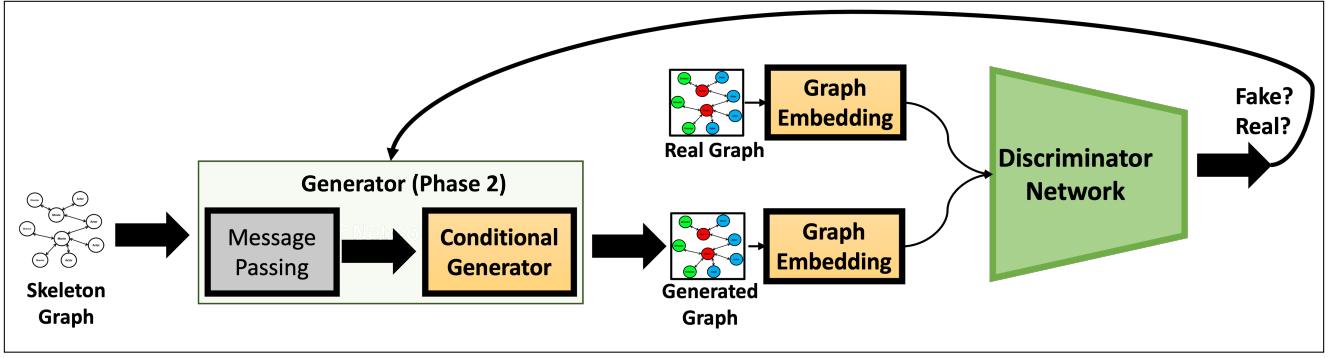 Fake?
Real?
Graph
Embedding
Real Graph
Discriminator
Network
Generator (Phase 2)
Message
Passing
Conditional
Generator
Graph
Embedding
Skeleton
Graph
Generated
Graph